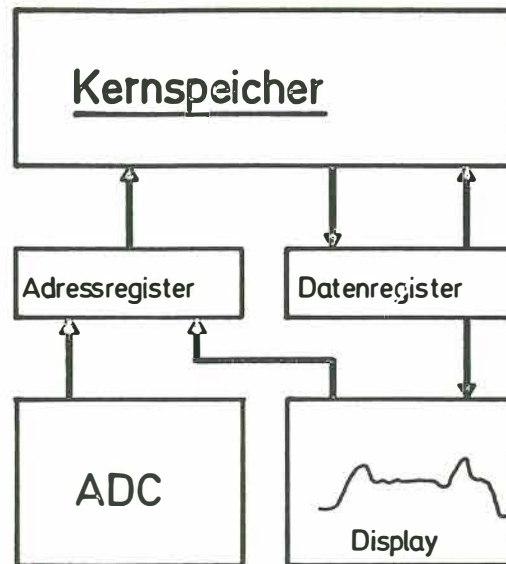 Kernspeicher
Adressregister
Datenregister
ADC
Display